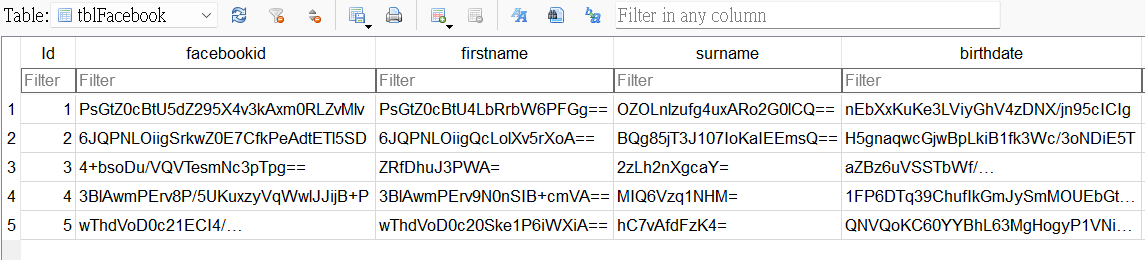 Table: tblFacebook Filter in any column
Id facebookid firstname surname birthdate
Filter Filter Filter Filter Filter
1 1 PsGtZ0cBtU5dZ295X4v3kAxm0RLZvMlv PsGtZ0cBtU4LbRrbW6PFGg== OZOLnlzufg4uxARo2G0lCQ== nEbXxKuKe3LViyGhV4zDNX/jn95cICIg
2 2 6JQPNLOiigSrkwZ0E7CfkPeAdtETl5SD 6JQPNLOiigQcLolXv5rXoA== BQg85jT3J107IoKaIEEmsQ== H5gnaqwcGjwBpLkiB1fk3Wc/3oNDiE5T
3 3 4+bsoDu/VQVTesmNc3pTpg== ZRfDhuJ3PWA= 2zLh2nXgcaY= aZBz6uVSSTbWf/…
4 4 3BlAwmPErv8P/5UKuxzyVqWwlJJijB+P 3BlAwmPErv9N0nSIB+cmVA== MIQ6Vzq1NHM= 1FP6DTq39ChufIkGmJySmMOUEbGt…
5 5 wThdVoD0c21ECI4/… wThdVoD0c20Ske1P6iWXiA== hC7vAfdFzK4= QNVQoKC60YYBhL63MgHogyP1VNi…